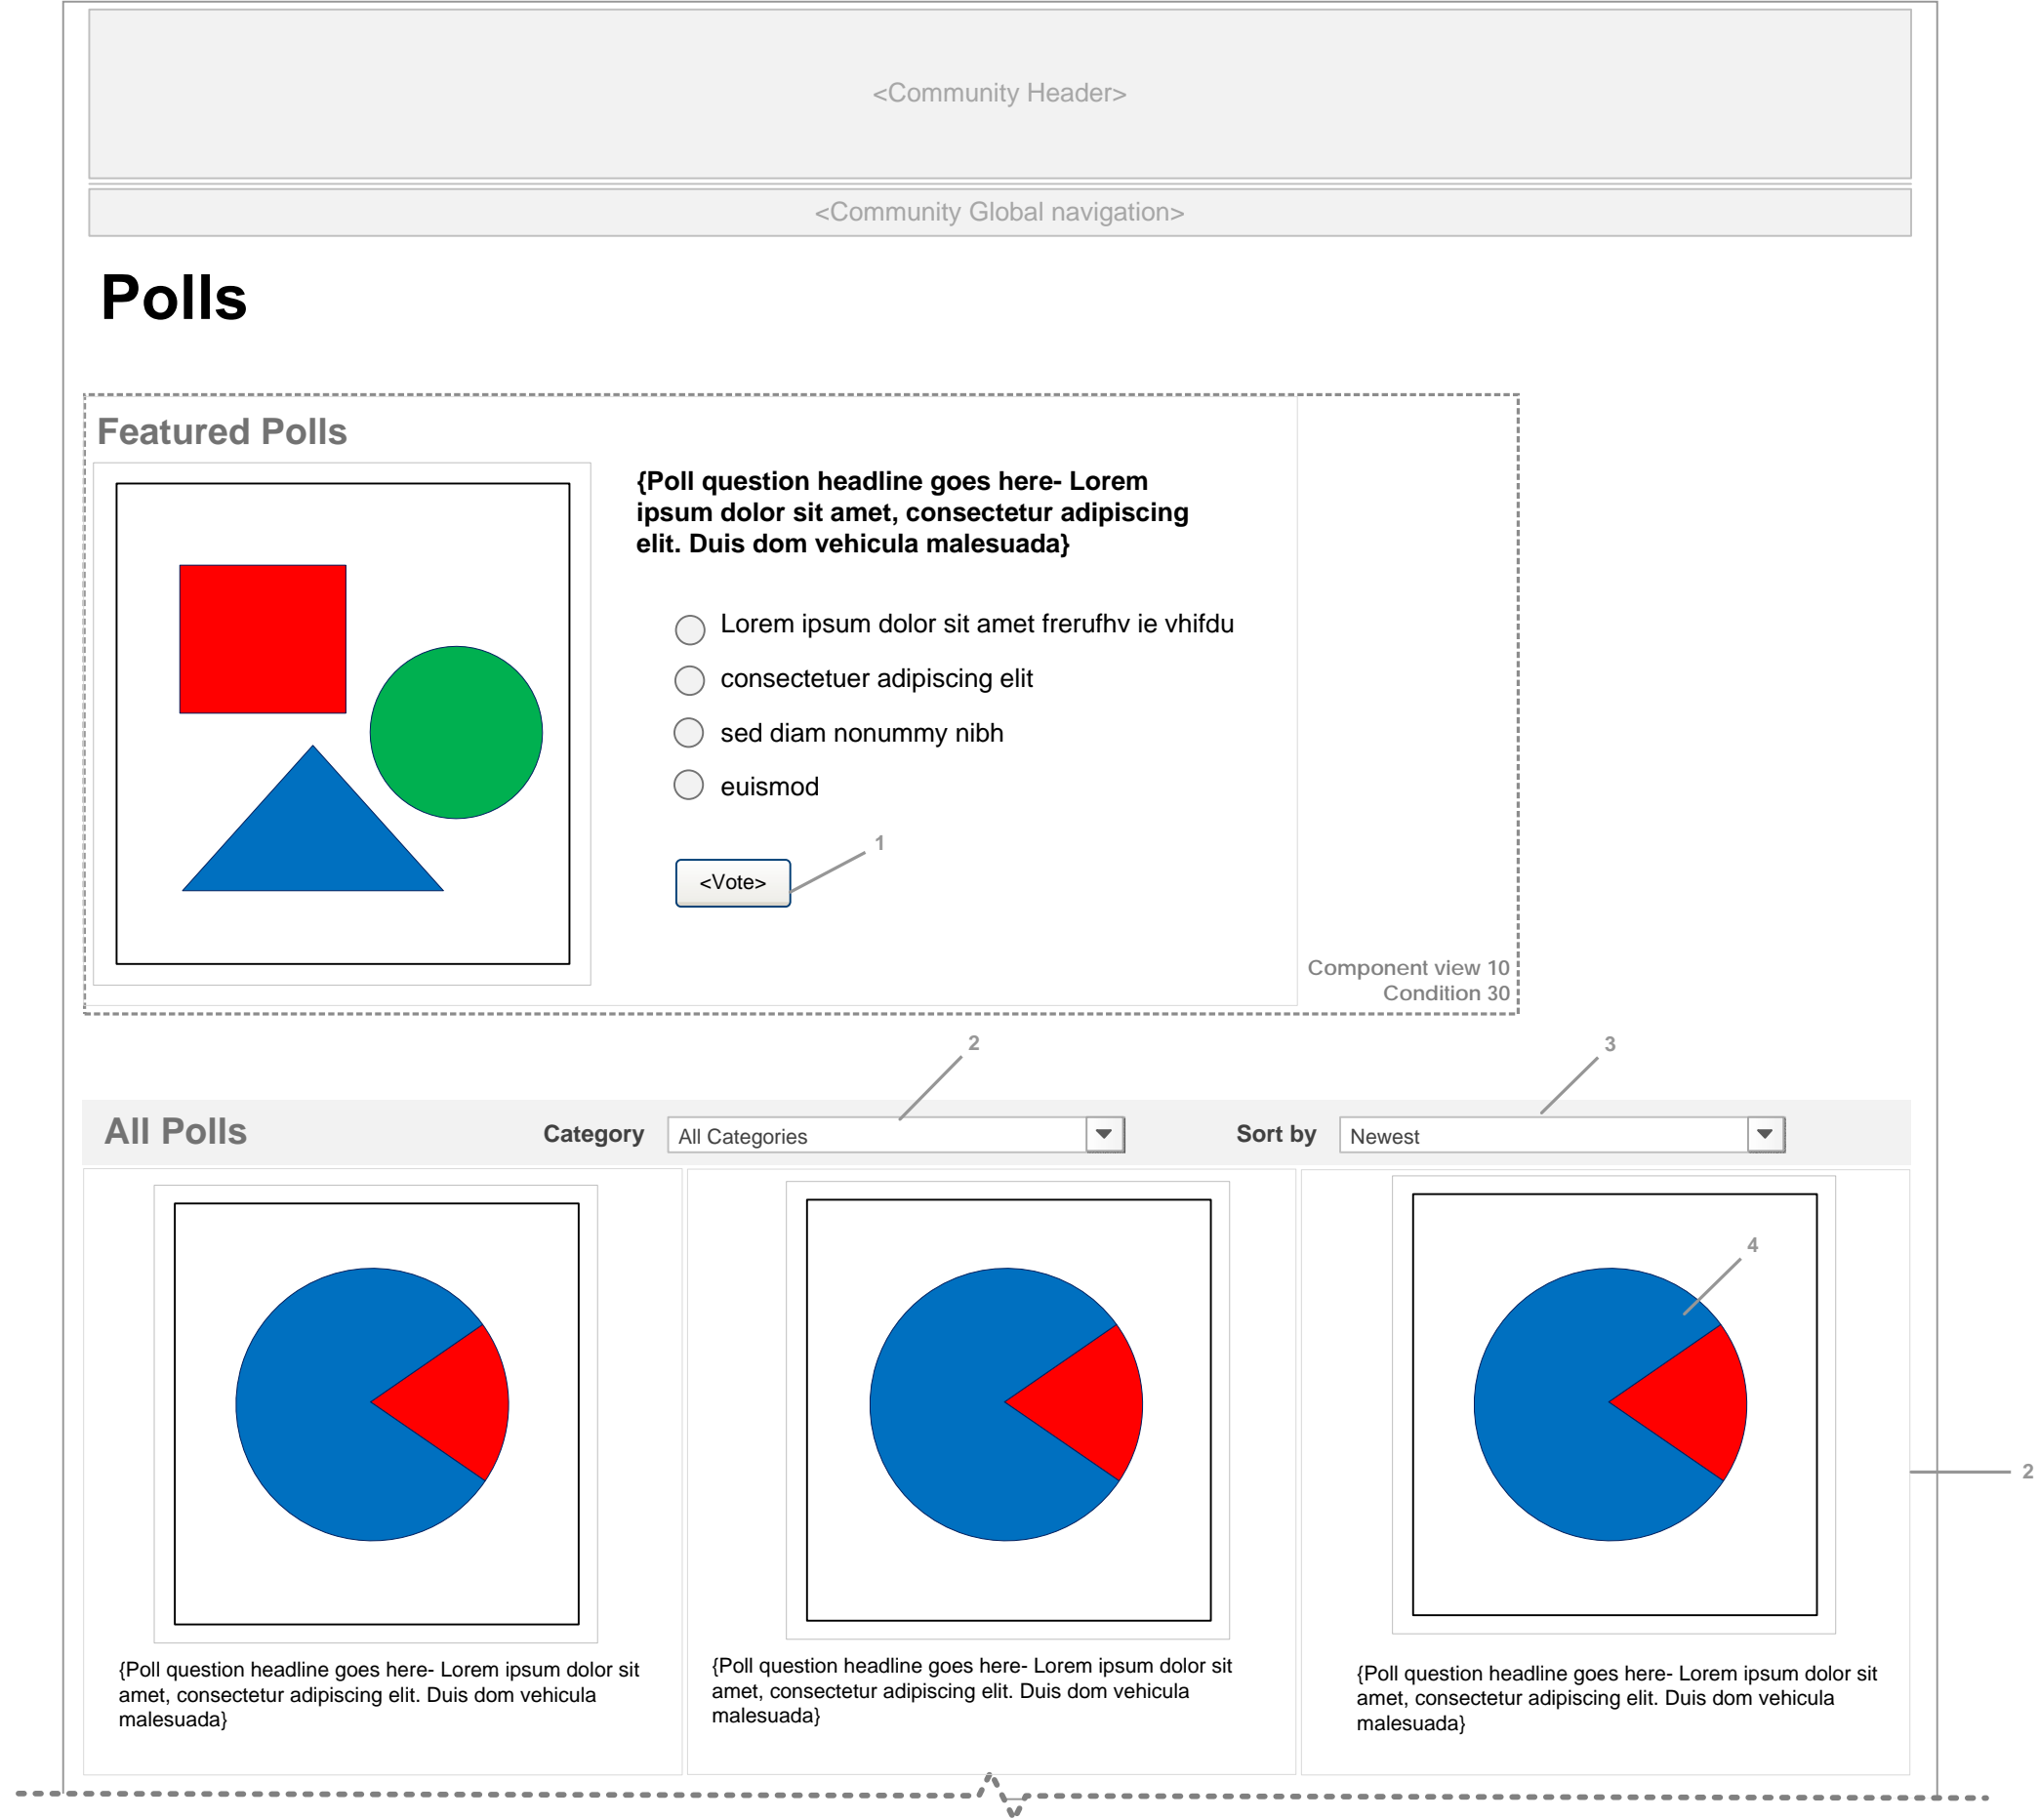 <Community Header>
<Community Global navigation>
Polls
Featured Polls
{Poll question headline goes here- Lorem
ipsum dolor sit amet, consectetur adipiscing
elit. Duis dom vehicula malesuada}
Lorem ipsum dolor sit amet frerufhv ie vhifdu
consectetuer adipiscing elit
sed diam nonummy nibh
euismod
1
<Vote>
Component view 10
Condition 30
2
3
All Polls
Category
All Categories
Sort by
Newest
4
2
{Poll question headline goes here- Lorem ipsum dolor sit
amet, consectetur adipiscing elit. Duis dom vehicula
malesuada}
{Poll question headline goes here- Lorem ipsum dolor sit
amet, consectetur adipiscing elit. Duis dom vehicula
malesuada}
{Poll question headline goes here- Lorem ipsum dolor sit
amet, consectetur adipiscing elit. Duis dom vehicula
malesuada}